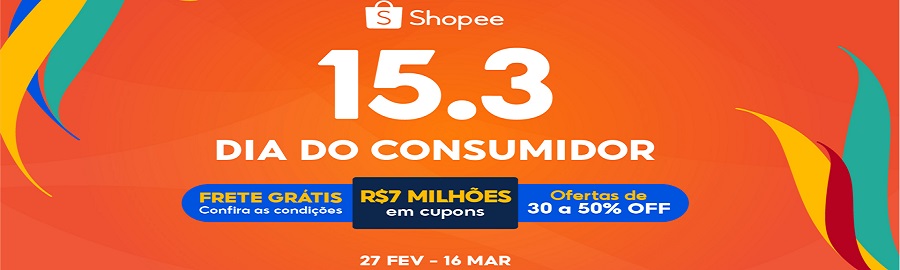 Shopee
15.3
DIA DO CONSUMIDOR
FRETE GRÁTIS
Confira as condições
R$7 MILHÕES
em cupons
Ofertas de
30 a 50% OFF
27 FEV - 16 MAR